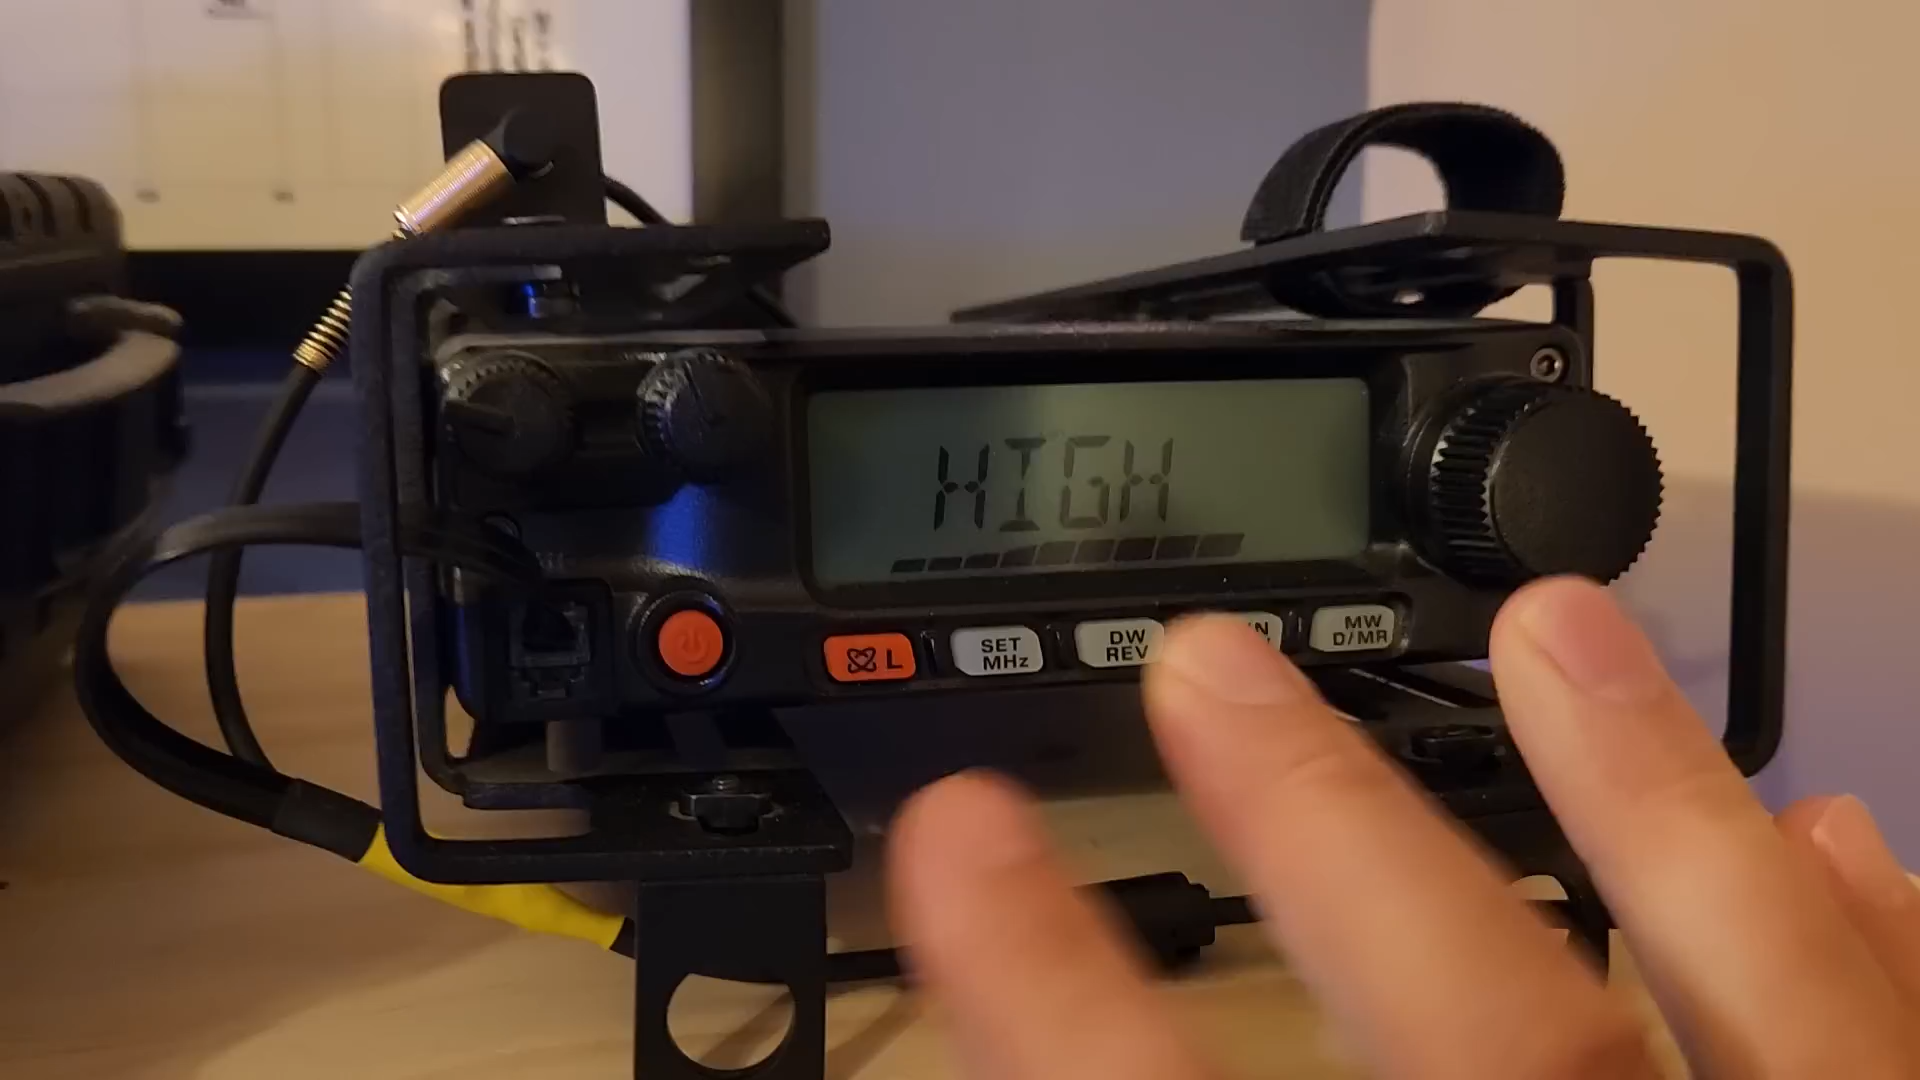 HIGH
L
SET
MHz
DW
REV
MW
D/MR